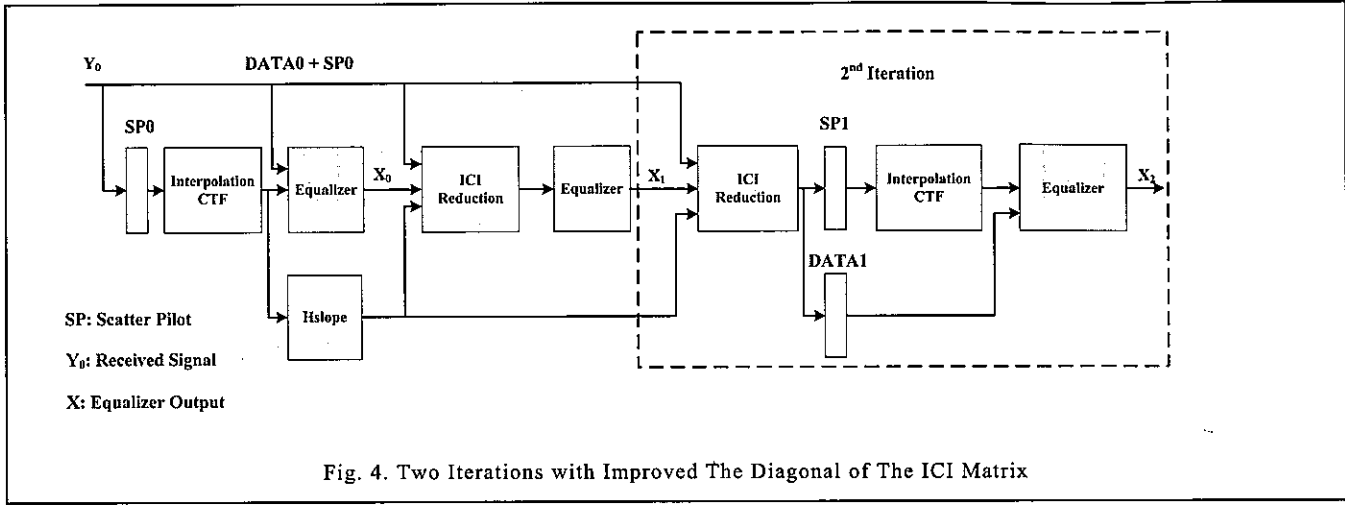 Y₀
DATA0 + SP0
2nd Iteration
SP0
SP1
Interpolation
CTF
Equalizer
X₀
ICI
Reduction
Equalizer
X₁
ICI
Reduction
Interpolation
CTF
Equalizer
X₂
DATA1
Hslope
SP: Scatter Pilot
Y₀: Received Signal
X: Equalizer Output
Fig. 4. Two Iterations with Improved The Diagonal of The ICI Matrix